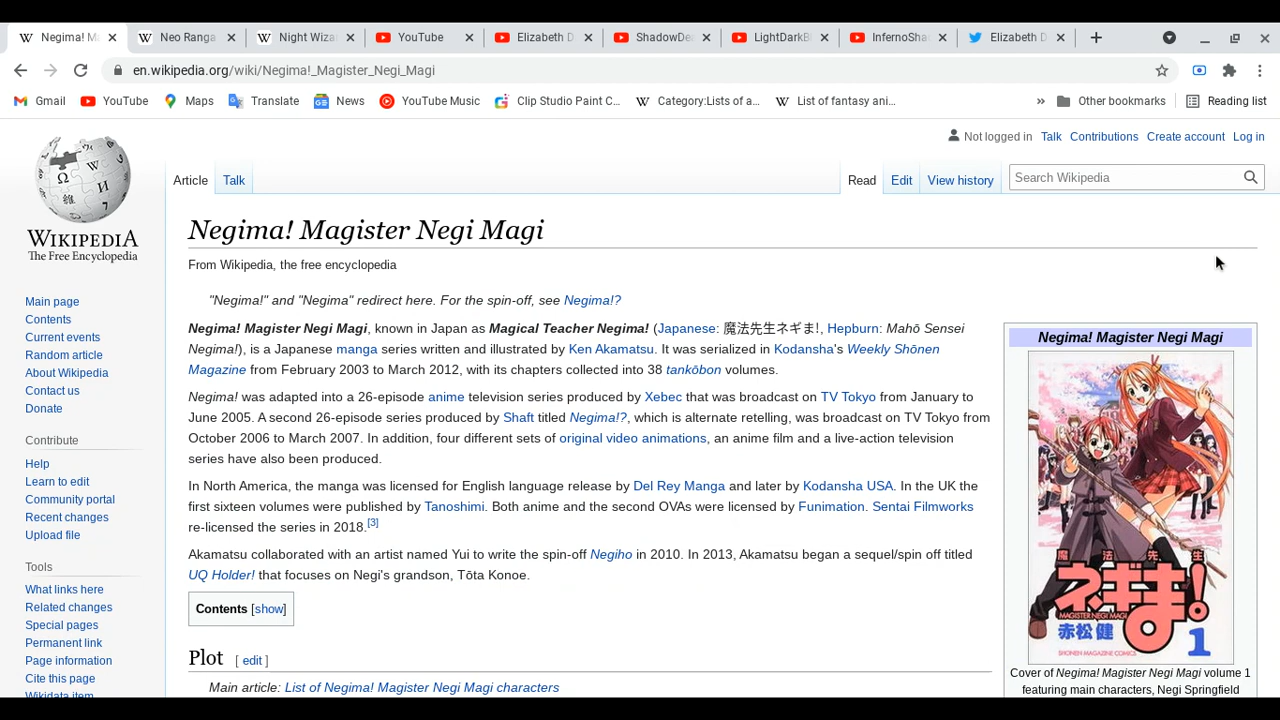 Negima! Ma
Neo Ranga
Night Wiza
YouTube
Elizabeth D
ShadowDea
LightDarkB
InfernoSha
Elizabeth D
en.wikipedia.org/wiki/Negima!_Magister_Negi_Magi
Gmail
YouTube
Maps
Translate
News
YouTube Music
Clip Studio Paint C...
Category:Lists of a...
List of fantasy ani...
»
Other bookmarks
Reading list
Not logged in Talk Contributions Create account Log in
Article Talk
Read Edit View history
Search Wikipedia
WIKIPEDIA
The Free Encyclopedia
Main page
Contents
Current events
Random article
About Wikipedia
Contact us
Donate
Contribute
Help
Learn to edit
Community portal
Recent changes
Upload file
Tools
What links here
Related changes
Special pages
Permanent link
Page information
Cite this page
Wikidata item
Negima! Magister Negi Magi
From Wikipedia, the free encyclopedia
"Negima!" and "Negima" redirect here. For the spin-off, see Negima!?
Negima! Magister Negi Magi, known in Japan as Magical Teacher Negima! (Japanese: 魔法先生ネギま!, Hepburn: Mahō Sensei
Negima!), is a Japanese manga series written and illustrated by Ken Akamatsu. It was serialized in Kodansha's Weekly Shōnen
Magazine from February 2003 to March 2012, with its chapters collected into 38 tankōbon volumes.
Negima! was adapted into a 26-episode anime television series produced by Xebec that was broadcast on TV Tokyo from January to
June 2005. A second 26-episode series produced by Shaft titled Negima!?, which is alternate retelling, was broadcast on TV Tokyo from
October 2006 to March 2007. In addition, four different sets of original video animations, an anime film and a live-action television
series have also been produced.
In North America, the manga was licensed for English language release by Del Rey Manga and later by Kodansha USA. In the UK the
first sixteen volumes were published by Tanoshimi. Both anime and the second OVAs were licensed by Funimation. Sentai Filmworks
re-licensed the series in 2018.[3]
Akamatsu collaborated with an artist named Yui to write the spin-off Negiho in 2010. In 2013, Akamatsu began a sequel/spin off titled
UQ Holder! that focuses on Negi's grandson, Tōta Konoe.
Contents [show]
Plot [ edit ]
Main article: List of Negima! Magister Negi Magi characters
Negima! Magister Negi Magi
魔法先生
ネギま!
MAGISTER NEGI MAGI
赤松健
1
SHONEN MAGAZINE COMICS
Cover of Negima! Magister Negi Magi volume 1
featuring main characters, Negi Springfield